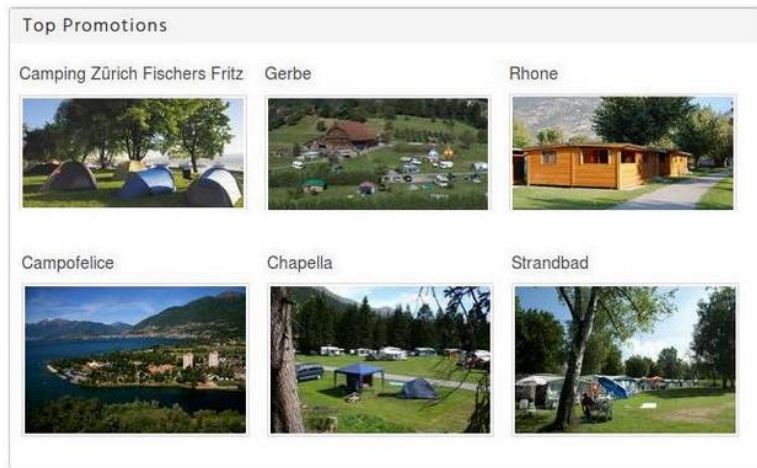 Top Promotions
Camping Zürich Fischers Fritz Gerbe Rhone
Campofelice Chapella Strandbad